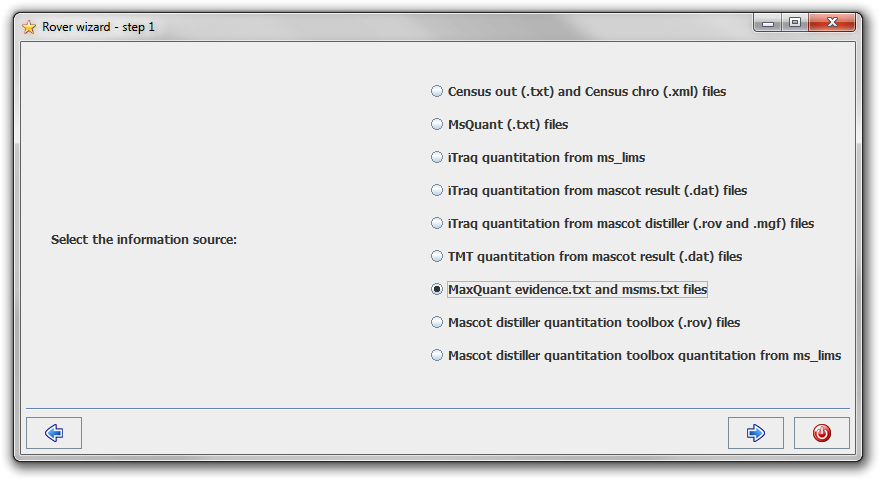 Rover wizard - step 1
Select the information source:
Census out (.txt) and Census chro (.xml) files
MsQuant (.txt) files
iTraq quantitation from ms_lims
iTraq quantitation from mascot result (.dat) files
iTraq quantitation from mascot distiller (.rov and .mgf) files
TMT quantitation from mascot result (.dat) files
MaxQuant evidence.txt and msms.txt files
Mascot distiller quantitation toolbox (.rov) files
Mascot distiller quantitation toolbox quantitation from ms_lims